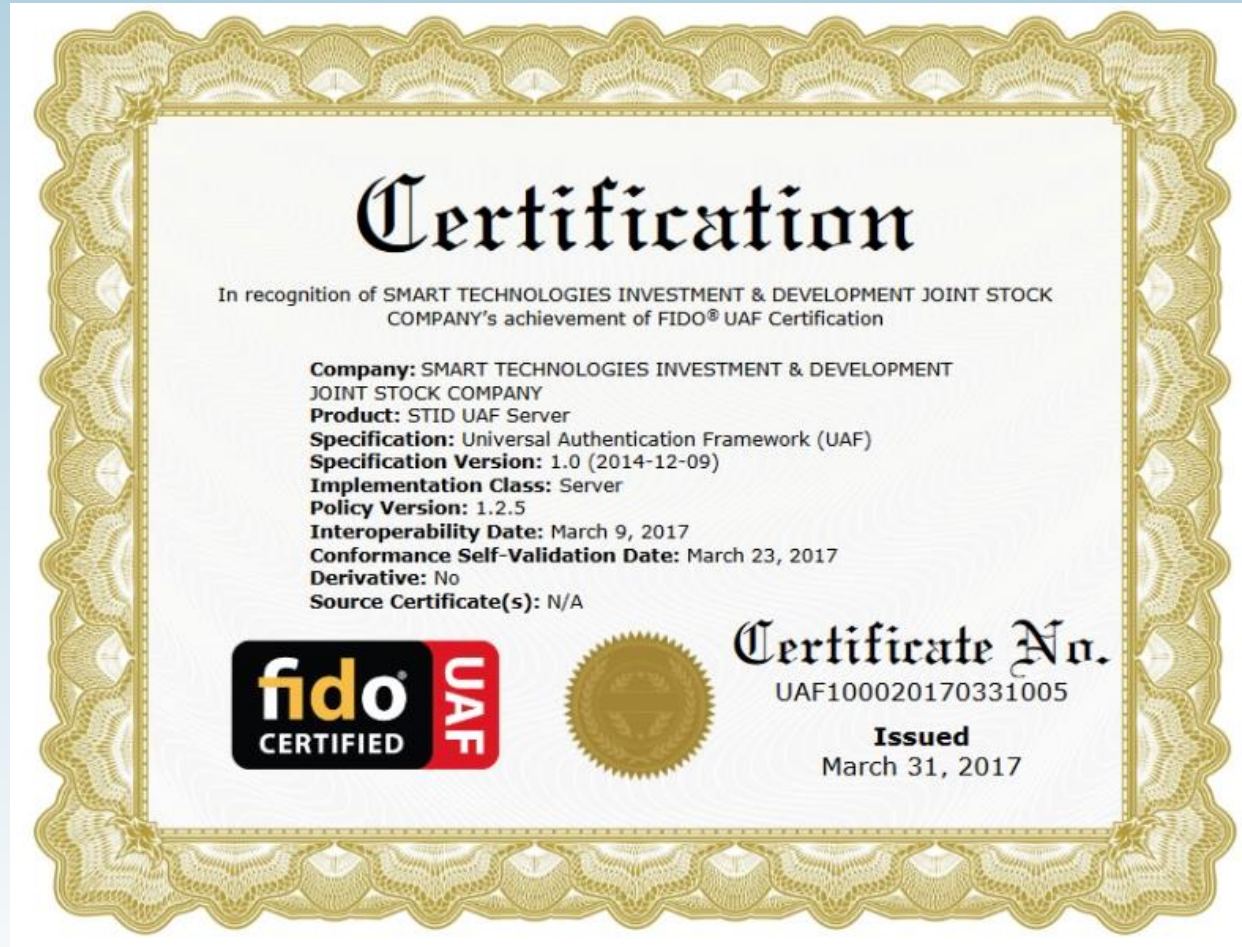 Certification
In recognition of SMART TECHNOLOGIES INVESTMENT & DEVELOPMENT JOINT STOCK
COMPANY's achievement of FIDO® UAF Certification
Company: SMART TECHNOLOGIES INVESTMENT & DEVELOPMENT
JOINT STOCK COMPANY
Product: STID UAF Server
Specification: Universal Authentication Framework (UAF)
Specification Version: 1.0 (2014-12-09)
Implementation Class: Server
Policy Version: 1.2.5
Interoperability Date: March 9, 2017
Conformance Self-Validation Date: March 23, 2017
Derivative: No
Source Certificate(s): N/A
fido®
CERTIFIED
UAF
Certificate No.
UAF100020170331005
Issued
March 31, 2017